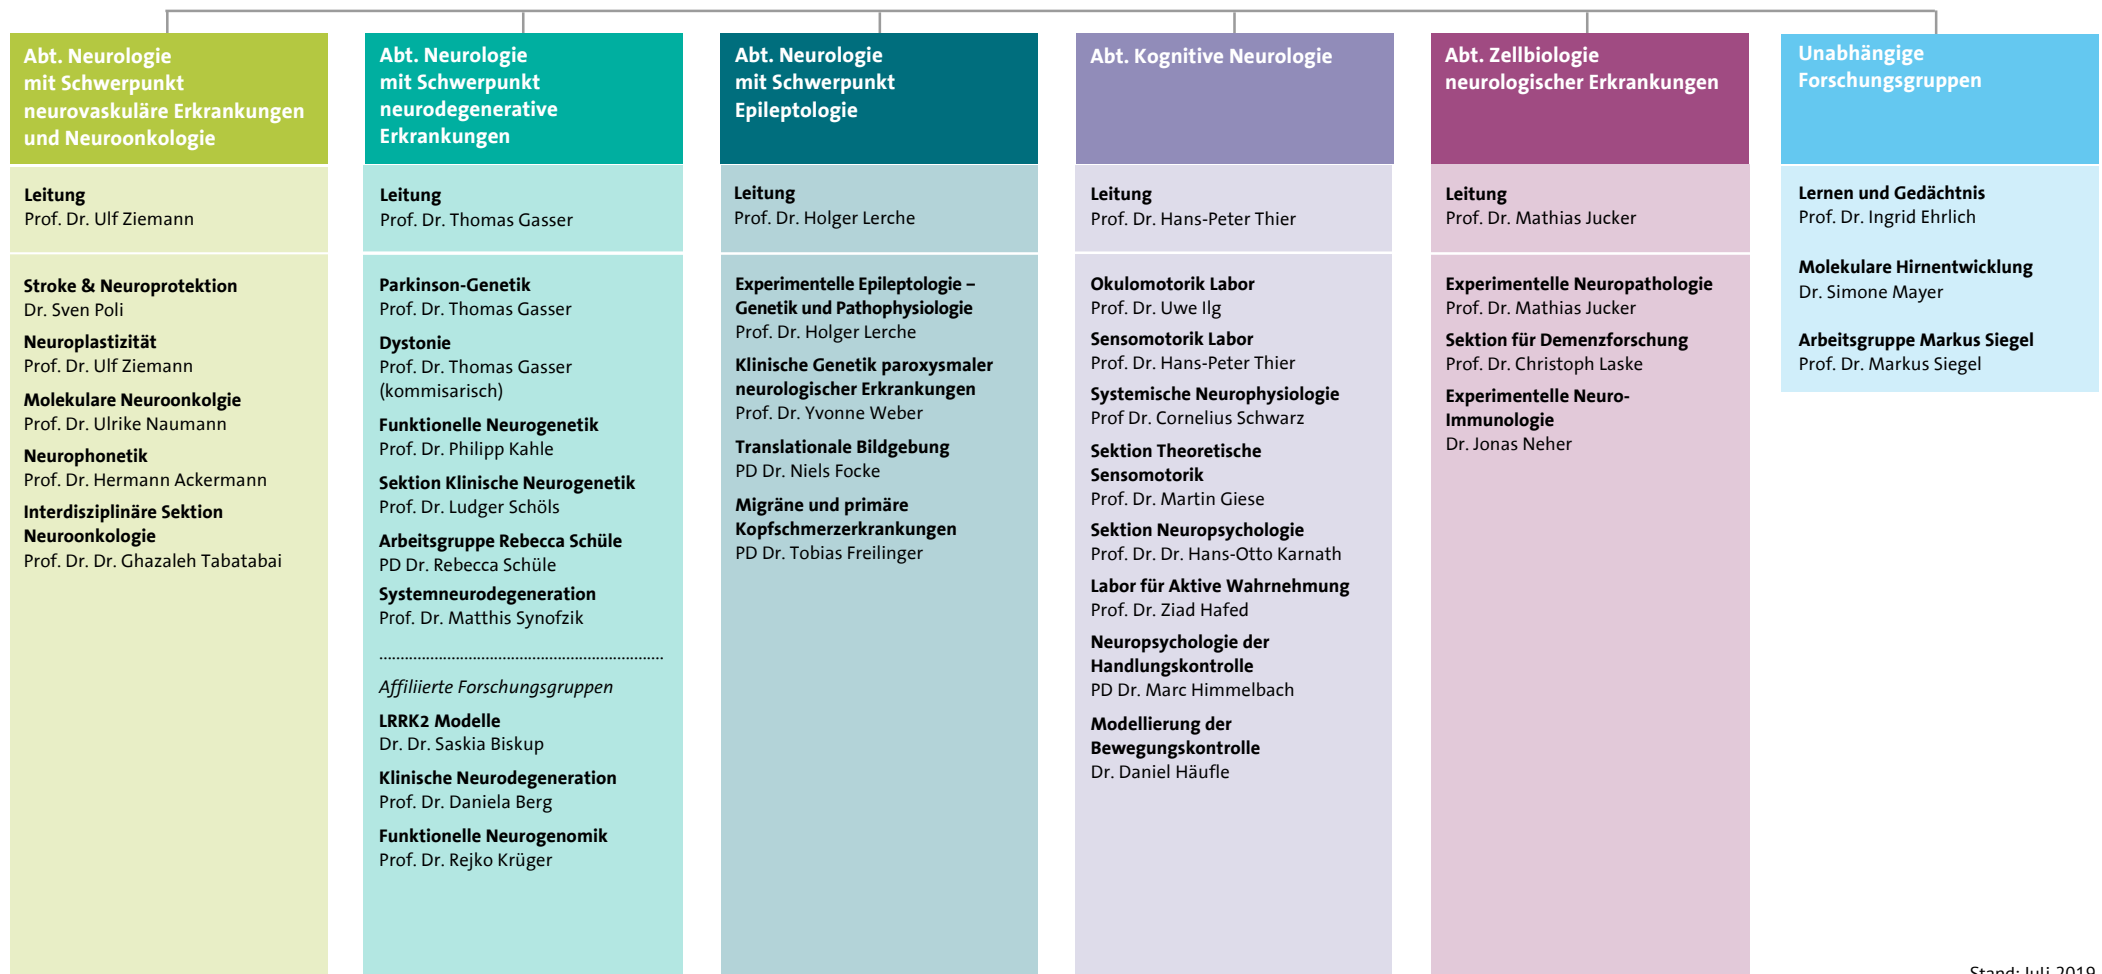 Abt. Neurologie
mit Schwerpunkt
neurovaskuläre Erkrankungen
und Neuroonkologie
Leitung
Prof. Dr. Ulf Ziemann
Stroke & Neuroprotektion
Dr. Sven Poli
Neuroplastizität
Prof. Dr. Ulf Ziemann
Molekulare Neuroonkolgie
Prof. Dr. Ulrike Naumann
Neurophonetik
Prof. Dr. Hermann Ackermann
Interdisziplinäre Sektion
Neuroonkologie
Prof. Dr. Dr. Ghazaleh Tabatabai
Abt. Neurologie
mit Schwerpunkt
neurodegenerative
Erkrankungen
Leitung
Prof. Dr. Thomas Gasser
Parkinson-Genetik
Prof. Dr. Thomas Gasser
Dystonie
Prof. Dr. Thomas Gasser
(kommisarisch)
Funktionelle Neurogenetik
Prof. Dr. Philipp Kahle
Sektion Klinische Neurogenetik
Prof. Dr. Ludger Schöls
Arbeitsgruppe Rebecca Schüle
PD Dr. Rebecca Schüle
Systemneurodegeneration
Prof. Dr. Matthis Synofzik
Affiliierte Forschungsgruppen
LRRK2 Modelle
Dr. Dr. Saskia Biskup
Klinische Neurodegeneration
Prof. Dr. Daniela Berg
Funktionelle Neurogenomik
Prof. Dr. Rejko Krüger
Abt. Neurologie
mit Schwerpunkt
Epileptologie
Leitung
Prof. Dr. Holger Lerche
Experimentelle Epileptologie –
Genetik und Pathophysiologie
Prof. Dr. Holger Lerche
Klinische Genetik paroxysmaler
neurologischer Erkrankungen
Prof. Dr. Yvonne Weber
Translationale Bildgebung
PD Dr. Niels Focke
Migräne und primäre
Kopfschmerzerkrankungen
PD Dr. Tobias Freilinger
Abt. Kognitive Neurologie
Leitung
Prof. Dr. Hans-Peter Thier
Okulomotorik Labor
Prof. Dr. Uwe Ilg
Sensomotorik Labor
Prof. Dr. Hans-Peter Thier
Systemische Neurophysiologie
Prof Dr. Cornelius Schwarz
Sektion Theoretische
Sensomotorik
Prof. Dr. Martin Giese
Sektion Neuropsychologie
Prof. Dr. Dr. Hans-Otto Karnath
Labor für Aktive Wahrnehmung
Prof. Dr. Ziad Hafed
Neuropsychologie der
Handlungskontrolle
PD Dr. Marc Himmelbach
Modellierung der
Bewegungskontrolle
Dr. Daniel Häufle
Abt. Zellbiologie
neurologischer Erkrankungen
Leitung
Prof. Dr. Mathias Jucker
Experimentelle Neuropathologie
Prof. Dr. Mathias Jucker
Sektion für Demenzforschung
Prof. Dr. Christoph Laske
Experimentelle Neuro-
Immunologie
Dr. Jonas Neher
Unabhängige
Forschungsgruppen
Lernen und Gedächtnis
Prof. Dr. Ingrid Ehrlich
Molekulare Hirnentwicklung
Dr. Simone Mayer
Arbeitsgruppe Markus Siegel
Prof. Dr. Markus Siegel
Stand: Juli 2019